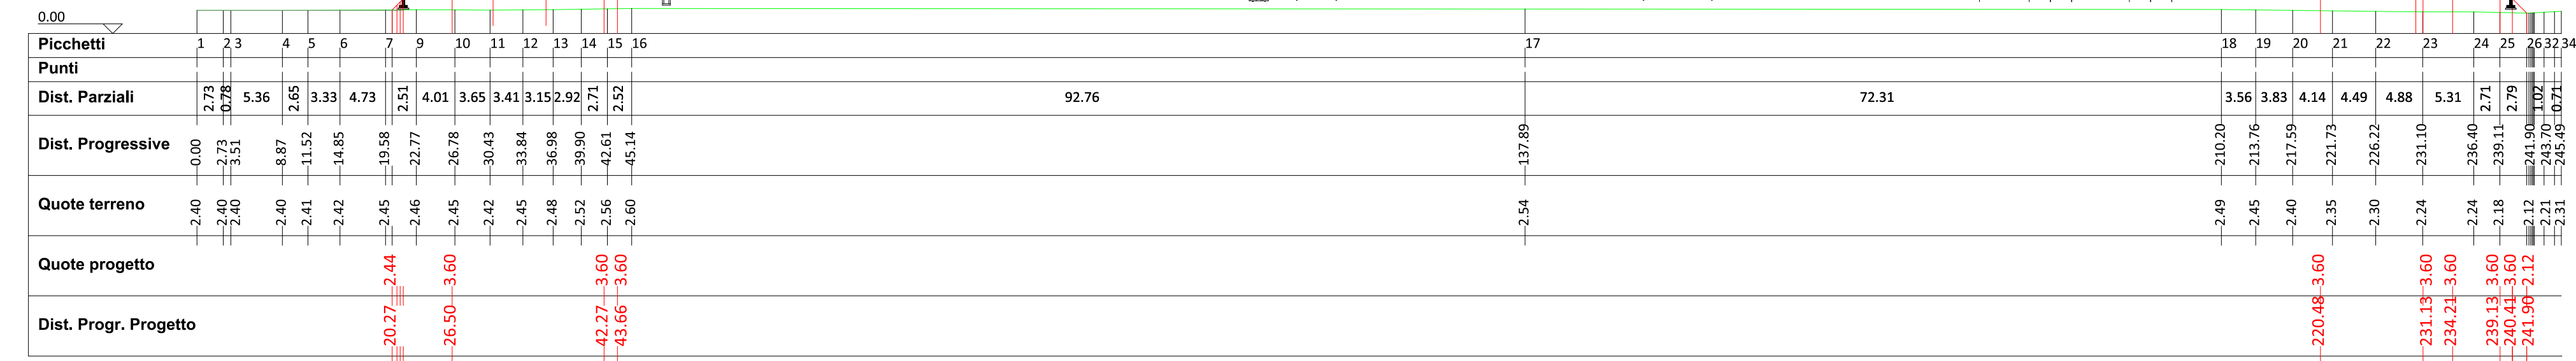 0.00
Picchetti 1 2 3 4 5 6 7 9 10 11 12 13 14 15 16 17 18 19 20 21 22 23 24 25 26 32 34
Punti
Dist. Parziali 2.73 0.78 5.36 2.65 3.33 4.73 2.51 4.01 3.65 3.41 3.15 2.92 2.71 2.52 92.76 72.31 3.56 3.83 4.14 4.49 4.88 5.31 2.71 2.79 1.02 0.71
Dist. Progressive 0.00 2.73 3.51 8.87 11.52 14.85 19.58 22.77 26.78 30.43 33.84 36.98 39.90 42.61 45.14 137.89 210.20 213.76 217.59 221.73 226.22 231.10 236.40 239.11 241.90 243.70 245.49
Quote terreno 2.40 2.40 2.40 2.40 2.41 2.42 2.45 2.46 2.45 2.42 2.45 2.48 2.52 2.56 2.60 2.54 2.49 2.45 2.40 2.35 2.30 2.24 2.24 2.18 2.12 2.21 2.31
Quote progetto 2.44 3.60 3.60 3.60 3.60 3.60 3.60 3.60 3.60 2.12
Dist. Progr. Progetto 20.27 26.50 42.27 43.66 220.48 231.13 234.21 239.13 240.41 241.90